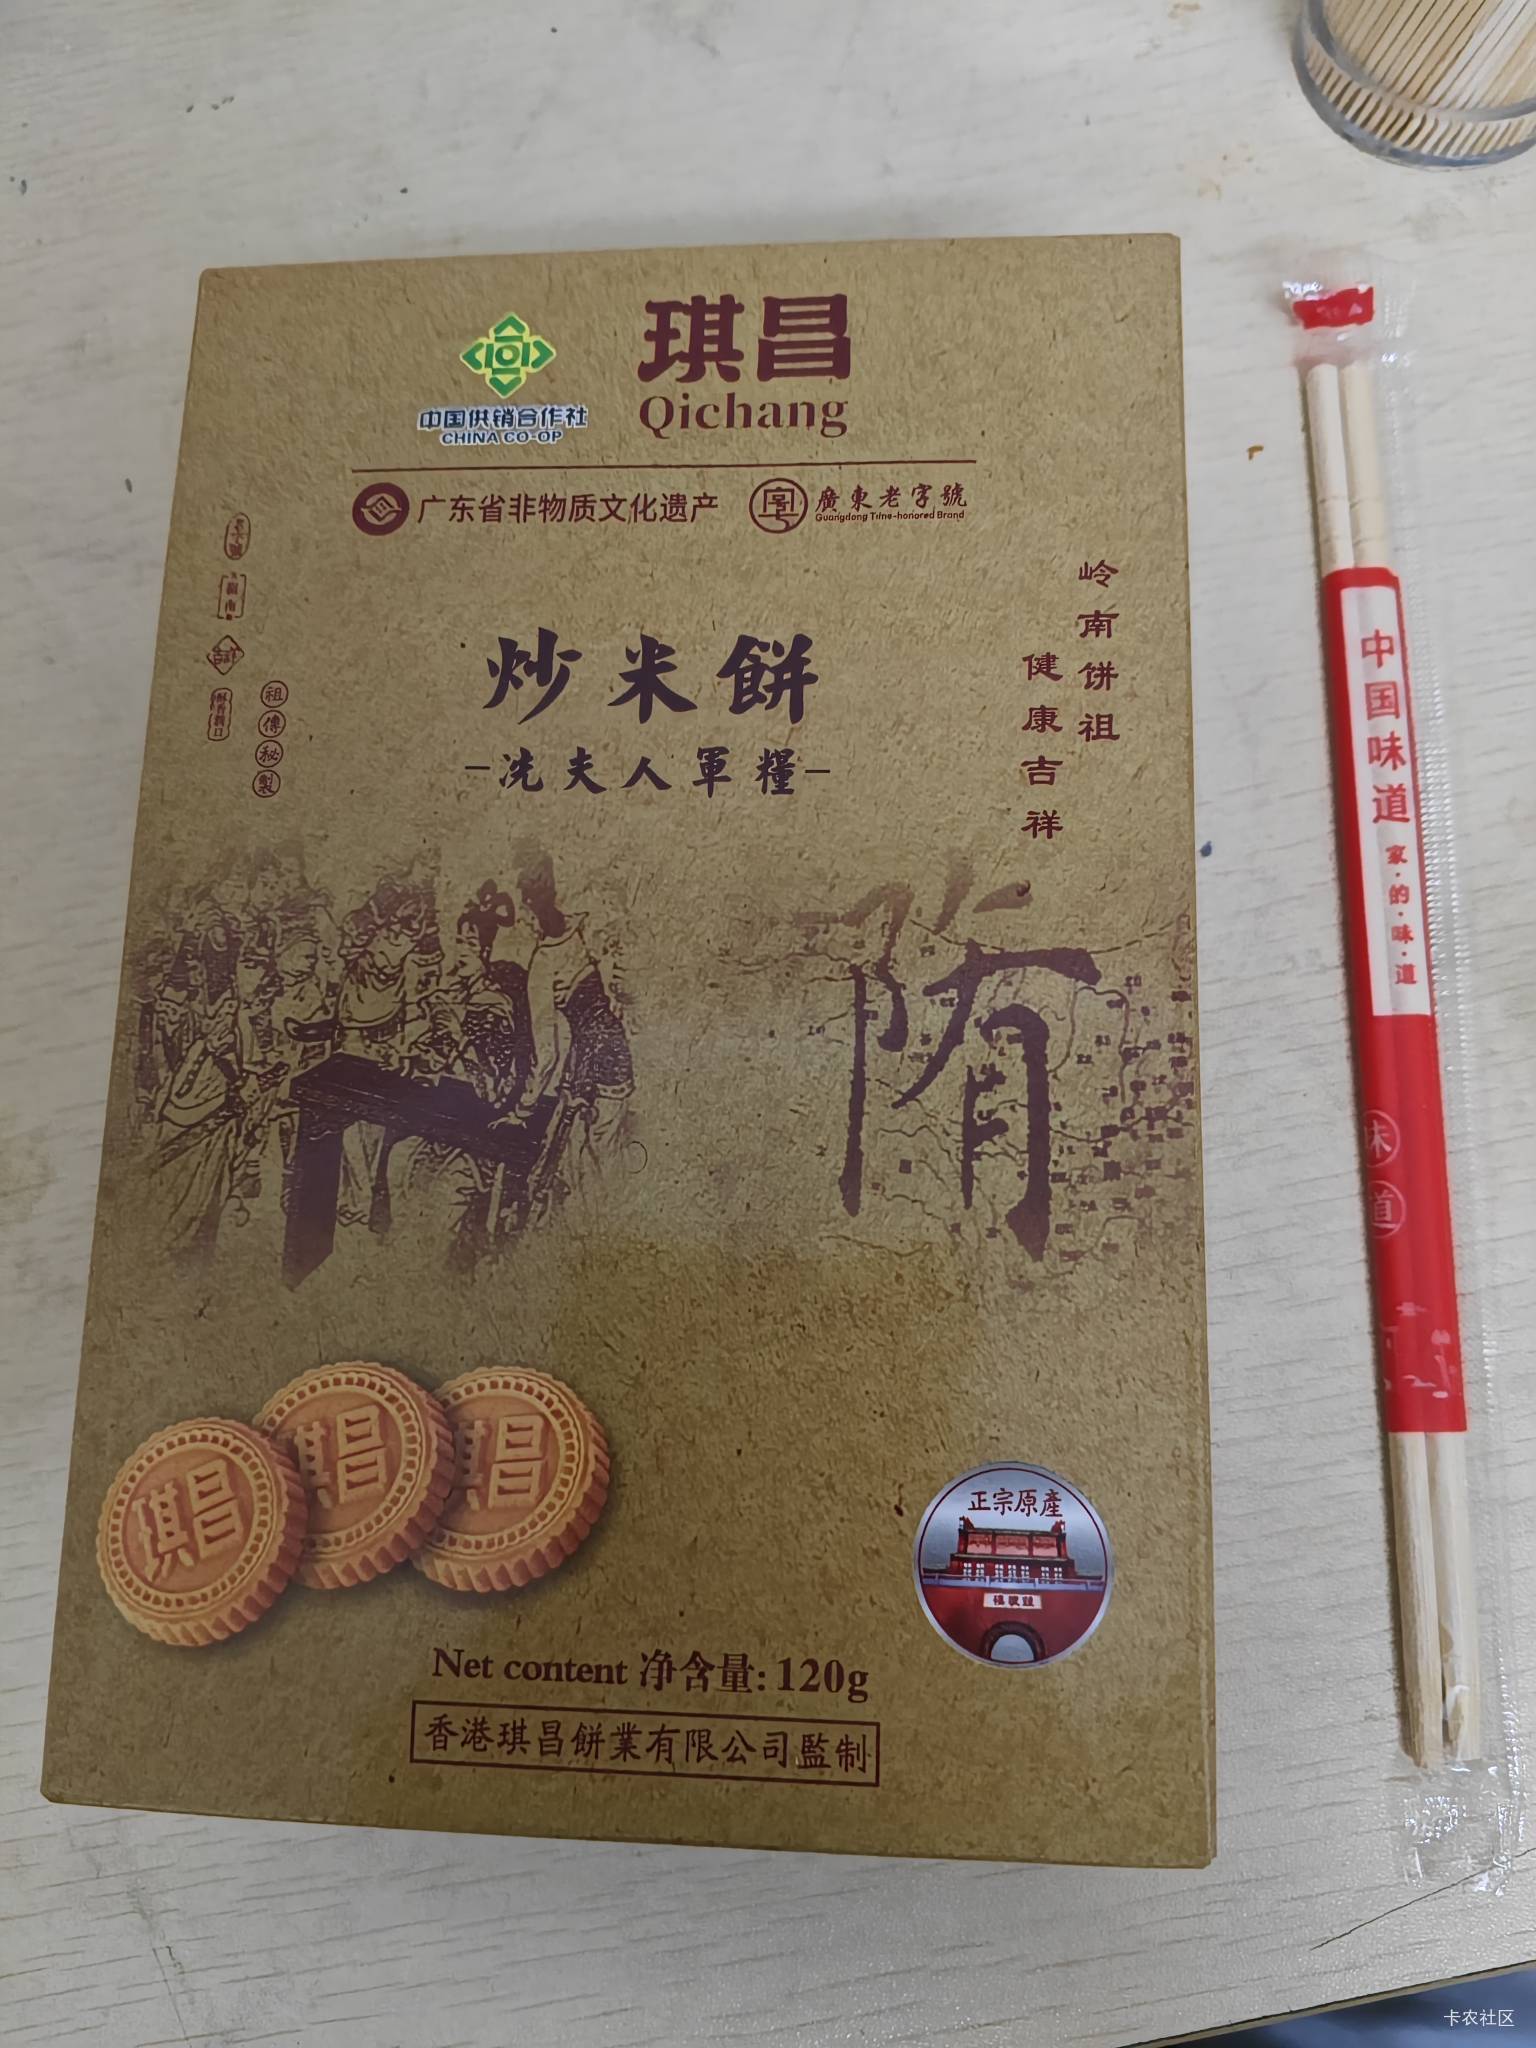 琪昌
Qichang
中国供销合作社
CHINA CO-OP
广东省非物质文化遗产
廣東老字號
Guangdong Time-honored Brand
岭南饼祖
健康吉祥
炒米餅
冼夫人軍糧
祖傳秘製
隋
琪昌
琪昌
琪昌
正宗原產
Net content 净含量: 120g
香港琪昌餅業有限公司監制
中国味道
家·的·味·道
味道
卡农社区